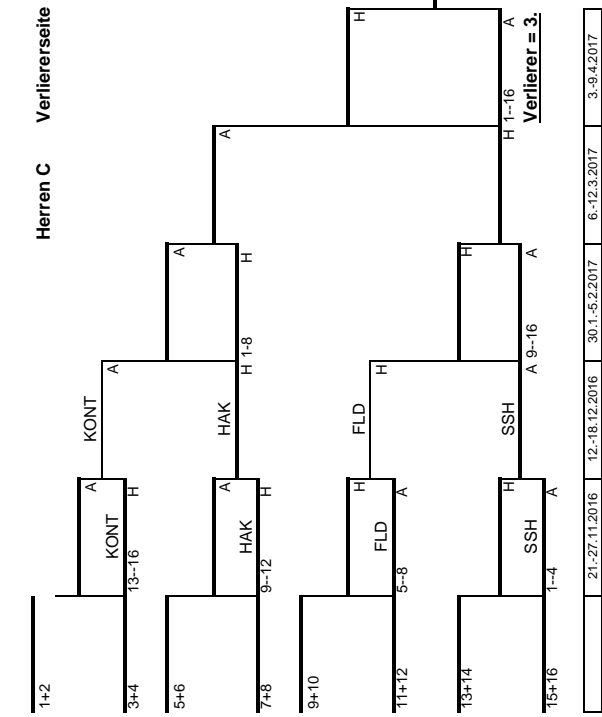 Herren C Verliererseite
1+2
3+4
5+6
7+8
9+10
11+12
13+14
15+16
KONT
13--16
A
H
HAK
9--12
A
H
FLD
5--8
H
A
SSH
1--4
H
A
KONT
A
HAK
H
1-8
FLD
H
SSH
A
9--16
A
H
H
A
A
H
1--16
H
A
Verlierer = 3.
21.-27.11.2016
12.-18.12.2016
30.1.-5.2.2017
6.-12.3.2017
3.-9.4.2017